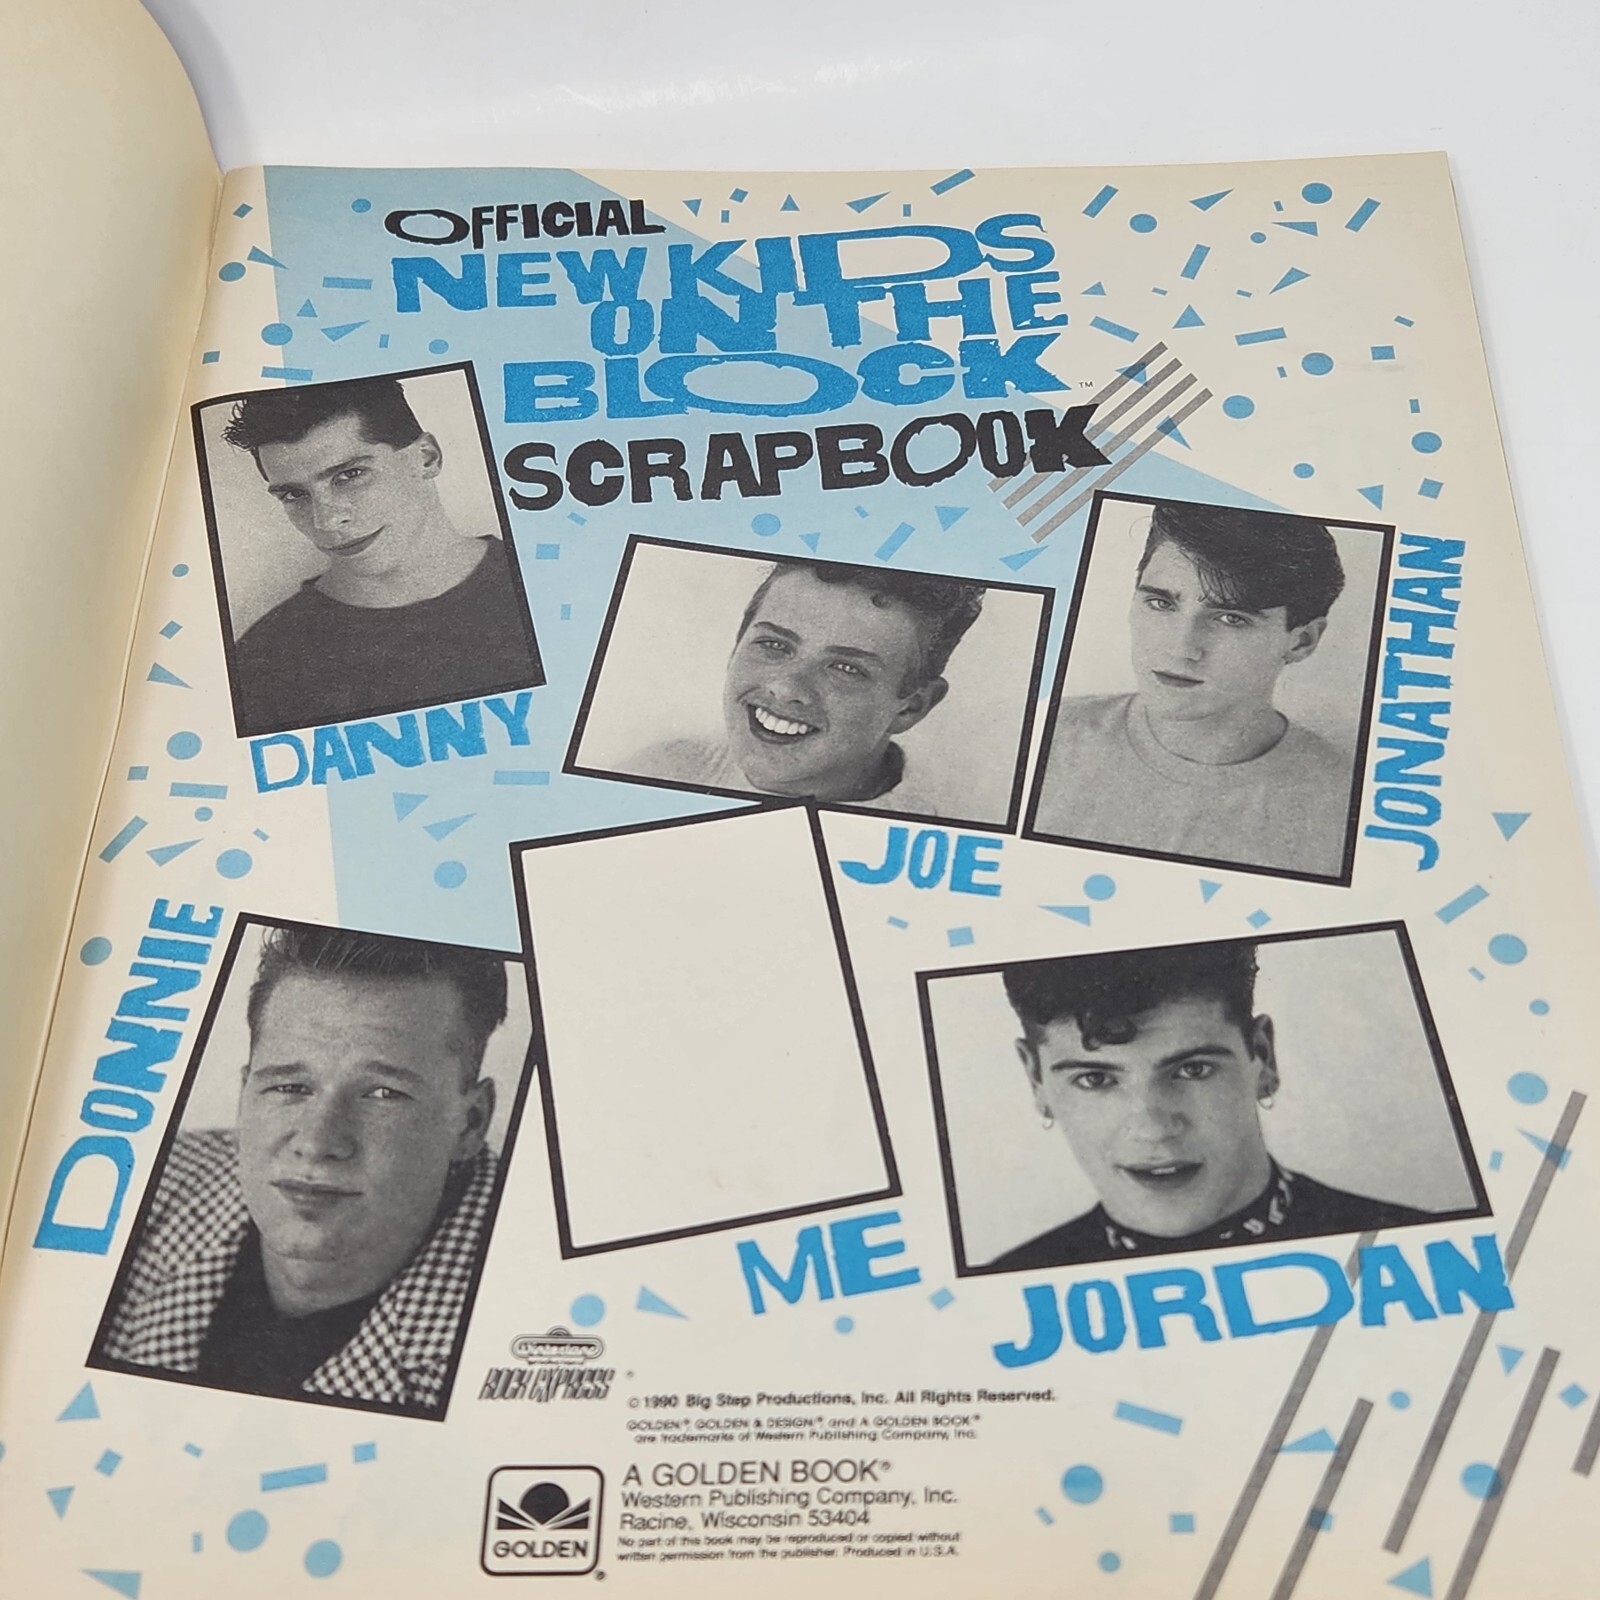 OFFICIAL
NEW KIDS
ON THE
BLOCK™
SCRAPBOOK
DANNY
JOE
JONATHAN
DONNIE
ME
JORDAN
Winterland
ROCK EXPRESS
©1990 Big Step Productions, Inc. All Rights Reserved.
GOLDEN®, GOLDEN & DESIGN®, and A GOLDEN BOOK®
are trademarks of Western Publishing Company, Inc.
GOLDEN®
A GOLDEN BOOK®
Western Publishing Company, Inc.
Racine, Wisconsin 53404
No part of this book may be reproduced or copied without
written permission from the publisher. Produced in U.S.A.